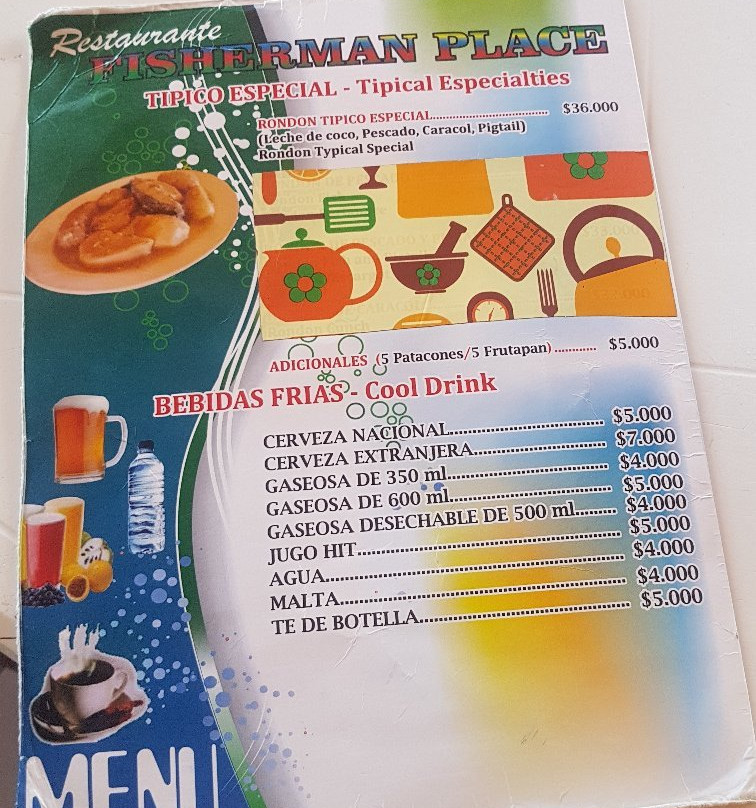 Restaurante
FISHERMAN PLACE
TIPICO ESPECIAL - Tipical Especialties
RONDON TIPICO ESPECIAL.................................. $36.000
(Leche de coco, Pescado, Caracol, Pigtail)
Rondon Typical Special
ADICIONALES (5 Patacones/5 Frutapan)............ $5.000
BEBIDAS FRIAS - Cool Drink
CERVEZA NACIONAL.................................. $5.000
CERVEZA EXTRANJERA............................. $7.000
GASEOSA DE 350 ml................................... $4.000
GASEOSA DE 600 ml................................... $5.000
GASEOSA DESECHABLE DE 500 ml......... $4.000
JUGO HIT......................................................... $5.000
AGUA................................................................ $4.000
MALTA.............................................................. $4.000
TE DE BOTELLA............................................. $5.000
MENU